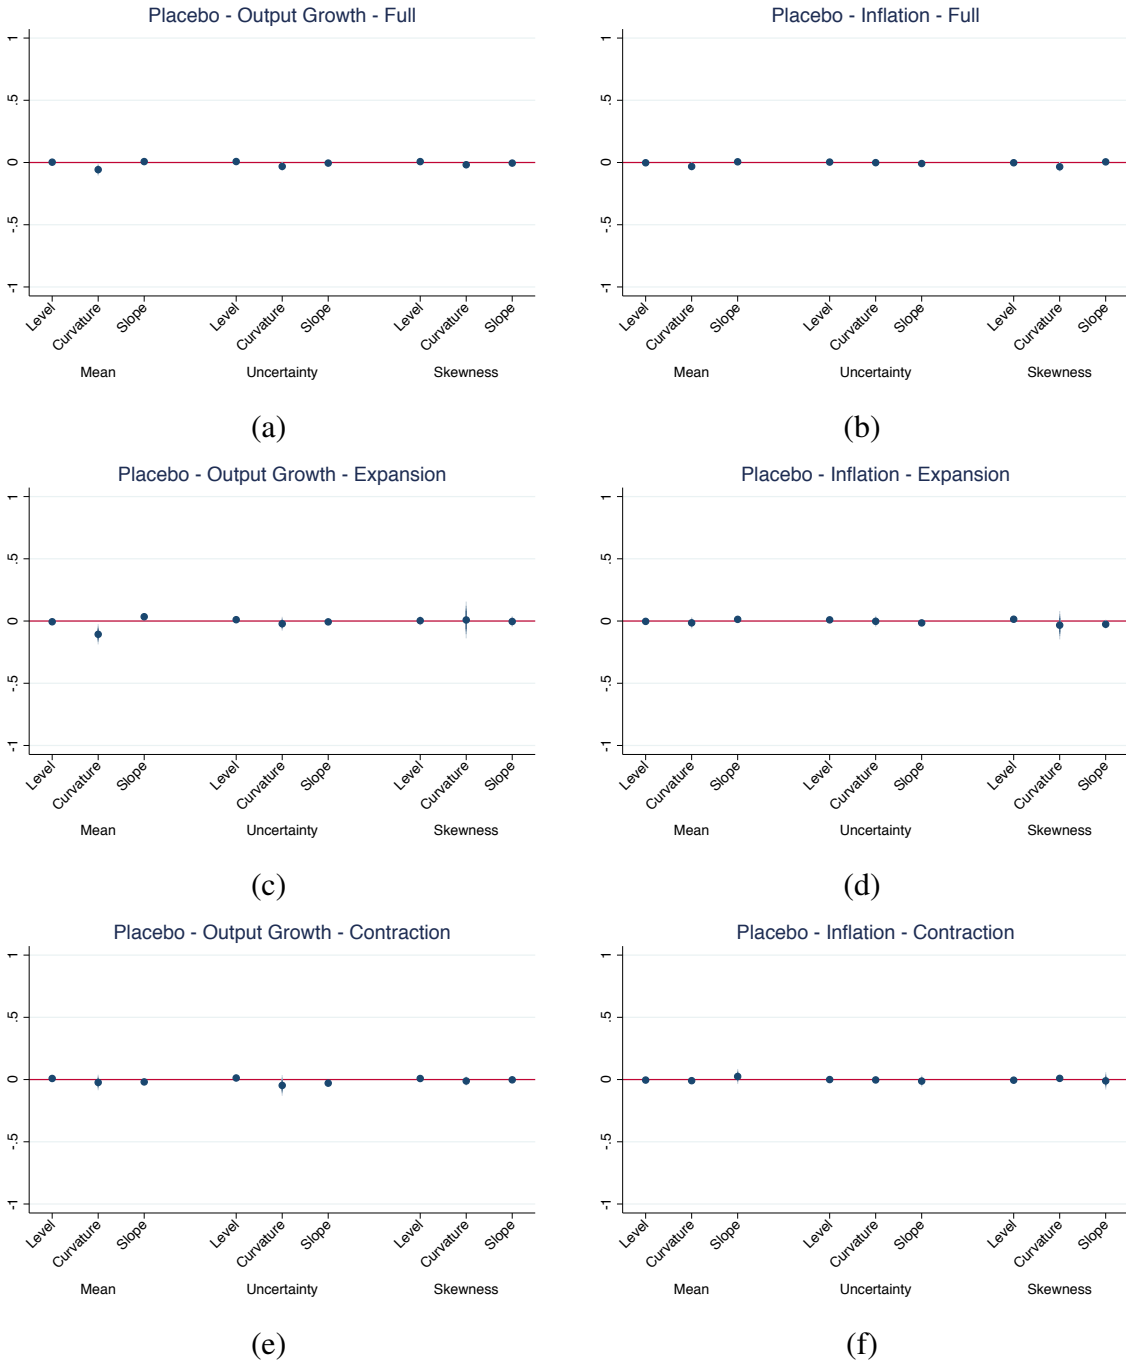 Placebo - Output Growth - Full
1
.5
0
-.5
-1
Level Curvature Slope Level Curvature Slope Level Curvature Slope
Mean Uncertainty Skewness
(a)
Placebo - Inflation - Full
1
.5
0
-.5
-1
Level Curvature Slope Level Curvature Slope Level Curvature Slope
Mean Uncertainty Skewness
(b)
Placebo - Output Growth - Expansion
1
.5
0
-.5
-1
Level Curvature Slope Level Curvature Slope Level Curvature Slope
Mean Uncertainty Skewness
(c)
Placebo - Inflation - Expansion
1
.5
0
-.5
-1
Level Curvature Slope Level Curvature Slope Level Curvature Slope
Mean Uncertainty Skewness
(d)
Placebo - Output Growth - Contraction
1
.5
0
-.5
-1
Level Curvature Slope Level Curvature Slope Level Curvature Slope
Mean Uncertainty Skewness
(e)
Placebo - Inflation - Contraction
1
.5
0
-.5
-1
Level Curvature Slope Level Curvature Slope Level Curvature Slope
Mean Uncertainty Skewness
(f)